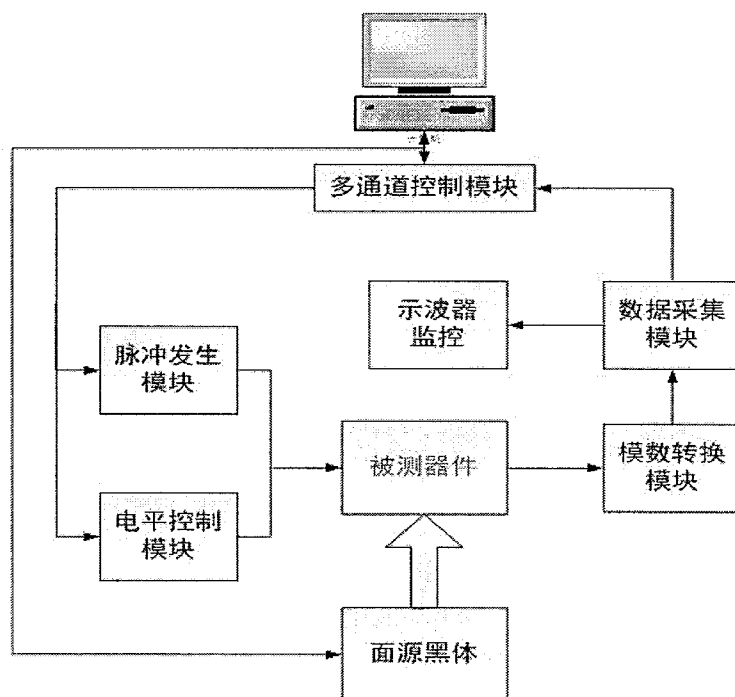 多通道控制模块
示波器
监控
数据采集
模块
脉冲发生
模块
被测器件
模数转换
模块
电平控制
模块
面源黑体